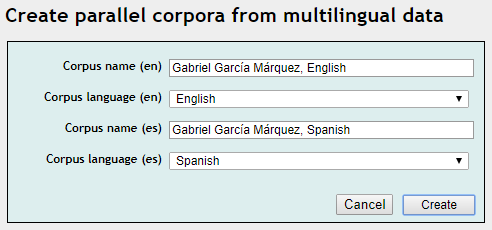 Create parallel corpora from multilingual data
Corpus name (en) Gabriel García Márquez, English
Corpus language (en) English
Corpus name (es) Gabriel García Márquez, Spanish
Corpus language (es) Spanish
Cancel Create